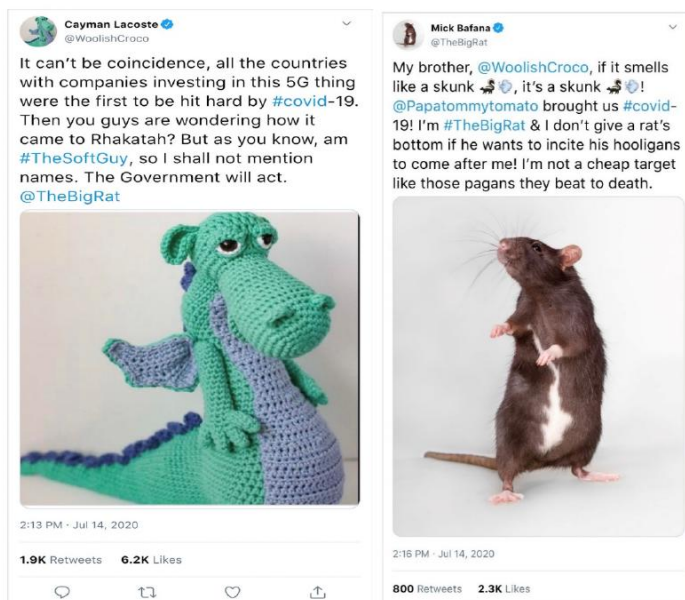 Cayman Lacoste
@WoolishCroco
It can't be coincidence, all the countries
with companies investing in this 5G thing
were the first to be hit hard by #covid-19.
Then you guys are wondering how it
came to Rhakatah? But as you know, am
#TheSoftGuy, so I shall not mention
names. The Government will act.
@TheBigRat
2:13 PM - Jul 14, 2020
1.9K Retweets 6.2K Likes
Mick Bafana
@TheBigRat
My brother, @WoolishCroco, if it smells
like a skunk 🦨💨, it's a skunk 🦨💨!
@Papatommytomato brought us #covid-
19! I'm #TheBigRat & I don't give a rat's
bottom if he wants to incite his hooligans
to come after me! I'm not a cheap target
like those pagans they beat to death.
2:16 PM - Jul 14, 2020
800 Retweets 2.3K Likes